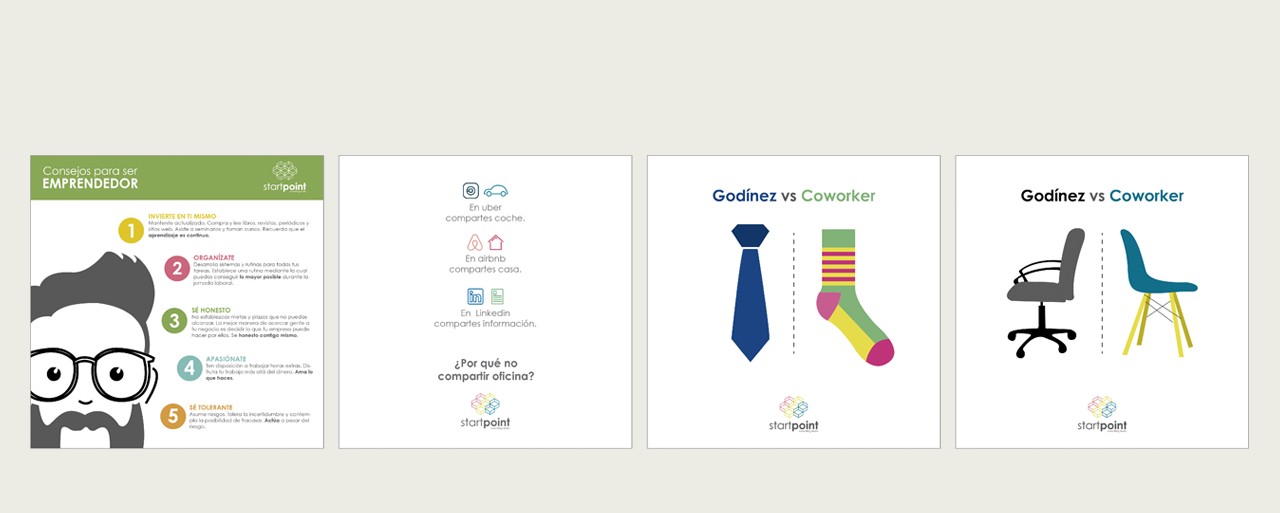 Consejos para ser
EMPRENDEDOR
startpoint
1
INVIERTE EN TI MISMO
Mantente actualizado. Compra y lee libros, revistas, periódicos y
sitios web. Asiste a seminarios y toman cursos. Recuerda que el
aprendizaje es continuo.
2
ORGANÍZATE
Desarrolla sistemas y rutinas para todas tus
tareas. Establece una rutina mediante la cual
puedas conseguir lo mayor posible durante la
jornada laboral.
3
SÉ HONESTO
No establezcas metas y plazos que no puedas
alcanzar. La mejor manera de acercar gente a
tu negocio es decidir lo que tu empresa puede
hacer por ellos. Se honesto contigo mismo.
4
APASIÓNATE
Ten disposición a trabajar horas extras. Dis-
fruta tu trabajo más allá del dinero. Ama lo
que haces.
5
SÉ TOLERANTE
Asume riesgos, tolera la incertidumbre y contem-
pla la posibilidad de fracasar. Actúa a pesar del
riesgo.
En uber
compartes coche.
En airbnb
compartes casa.
in
En Linkedin
compartes información.
¿Por qué no
compartir oficina?
startpoint
Godínez vs Coworker
startpoint
Godínez vs Coworker
startpoint